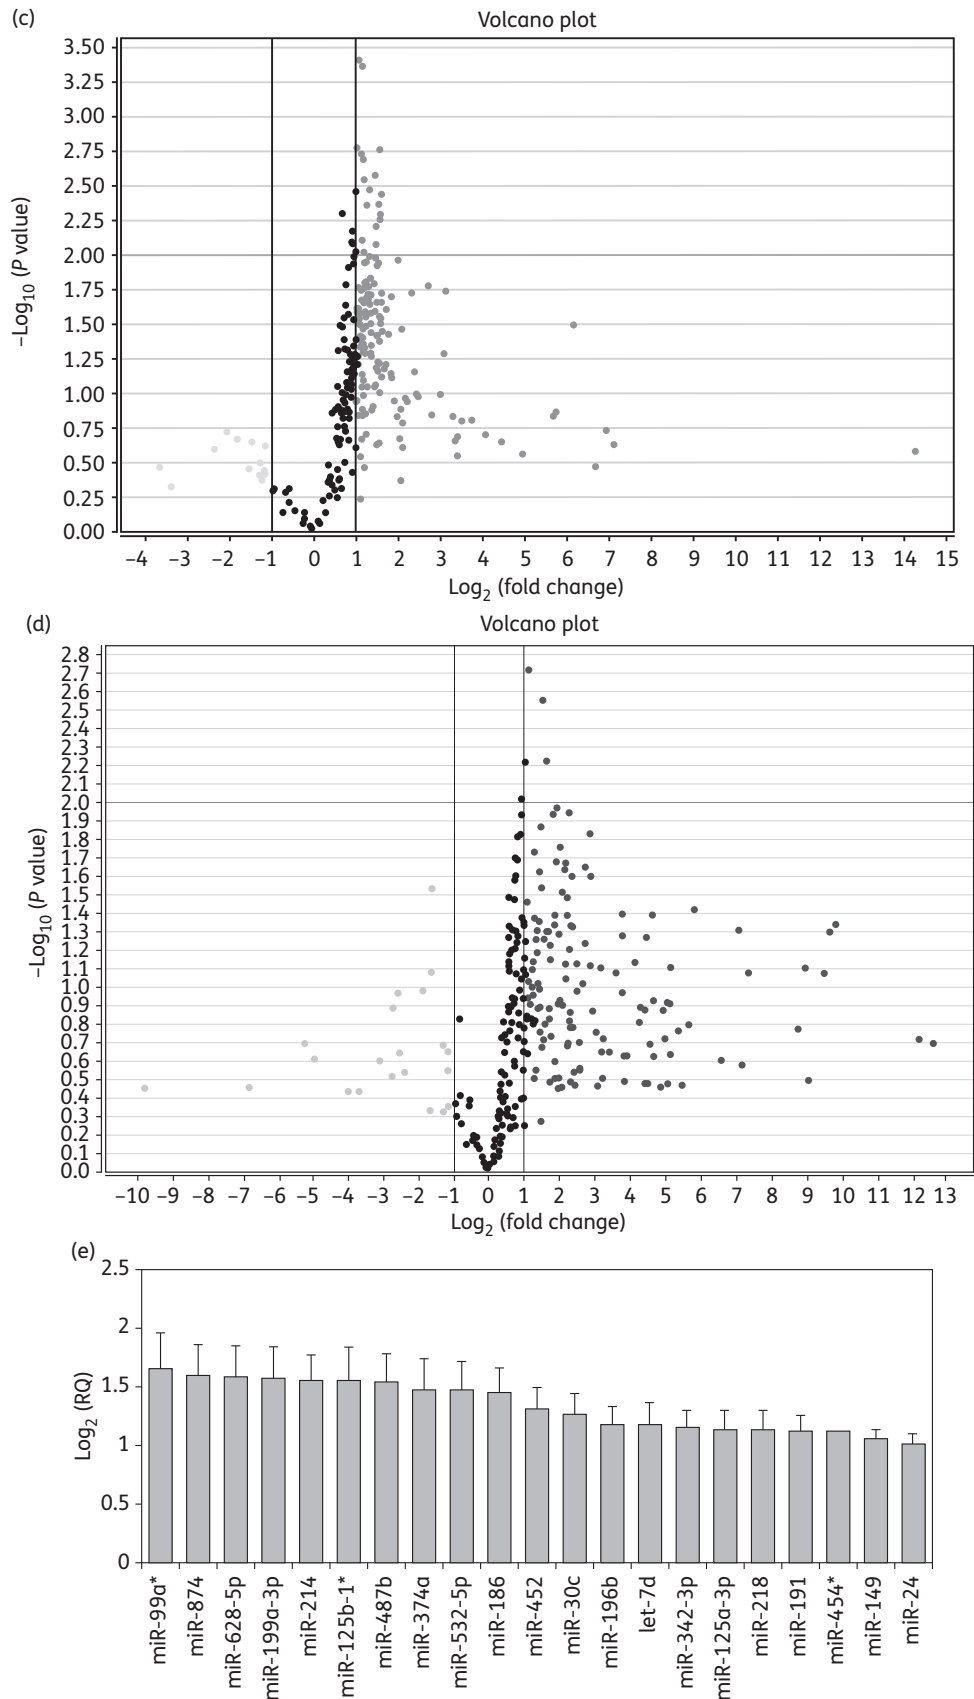 (c)
Volcano plot
3.50
3.25
3.00
2.75
2.50
2.25
2.00
1.75
1.50
1.25
1.00
0.75
0.50
0.25
0.00
–Log10 (P value)
–4 –3 –2 –1 0 1 2 3 4 5 6 7 8 9 10 11 12 13 14 15
Log2 (fold change)
(d)
Volcano plot
2.8
2.7
2.6
2.5
2.4
2.3
2.2
2.1
2.0
1.9
1.8
1.7
1.6
1.5
1.4
1.3
1.1
1.0
0.9
0.8
0.7
0.6
0.5
0.4
0.3
0.2
0.1
0.0
–Log10 (P value)
–10 –9 –8 –7 –6 –5 –4 –3 –2 –1 0 1 2 3 4 5 6 7 8 9 10 11 12 13
Log2 (fold change)
(e)
2.5
2
1.5
1
0.5
0
Log2 (RQ)
miR-99a*
miR-874
miR-628-5p
miR-199a-3p
miR-214
miR-125b-1*
miR-487b
miR-374a
miR-532-5p
miR-186
miR-452
miR-30c
miR-196b
let-7d
miR-342-3p
miR-125a-3p
miR-218
miR-191
miR-454*
miR-149
miR-24